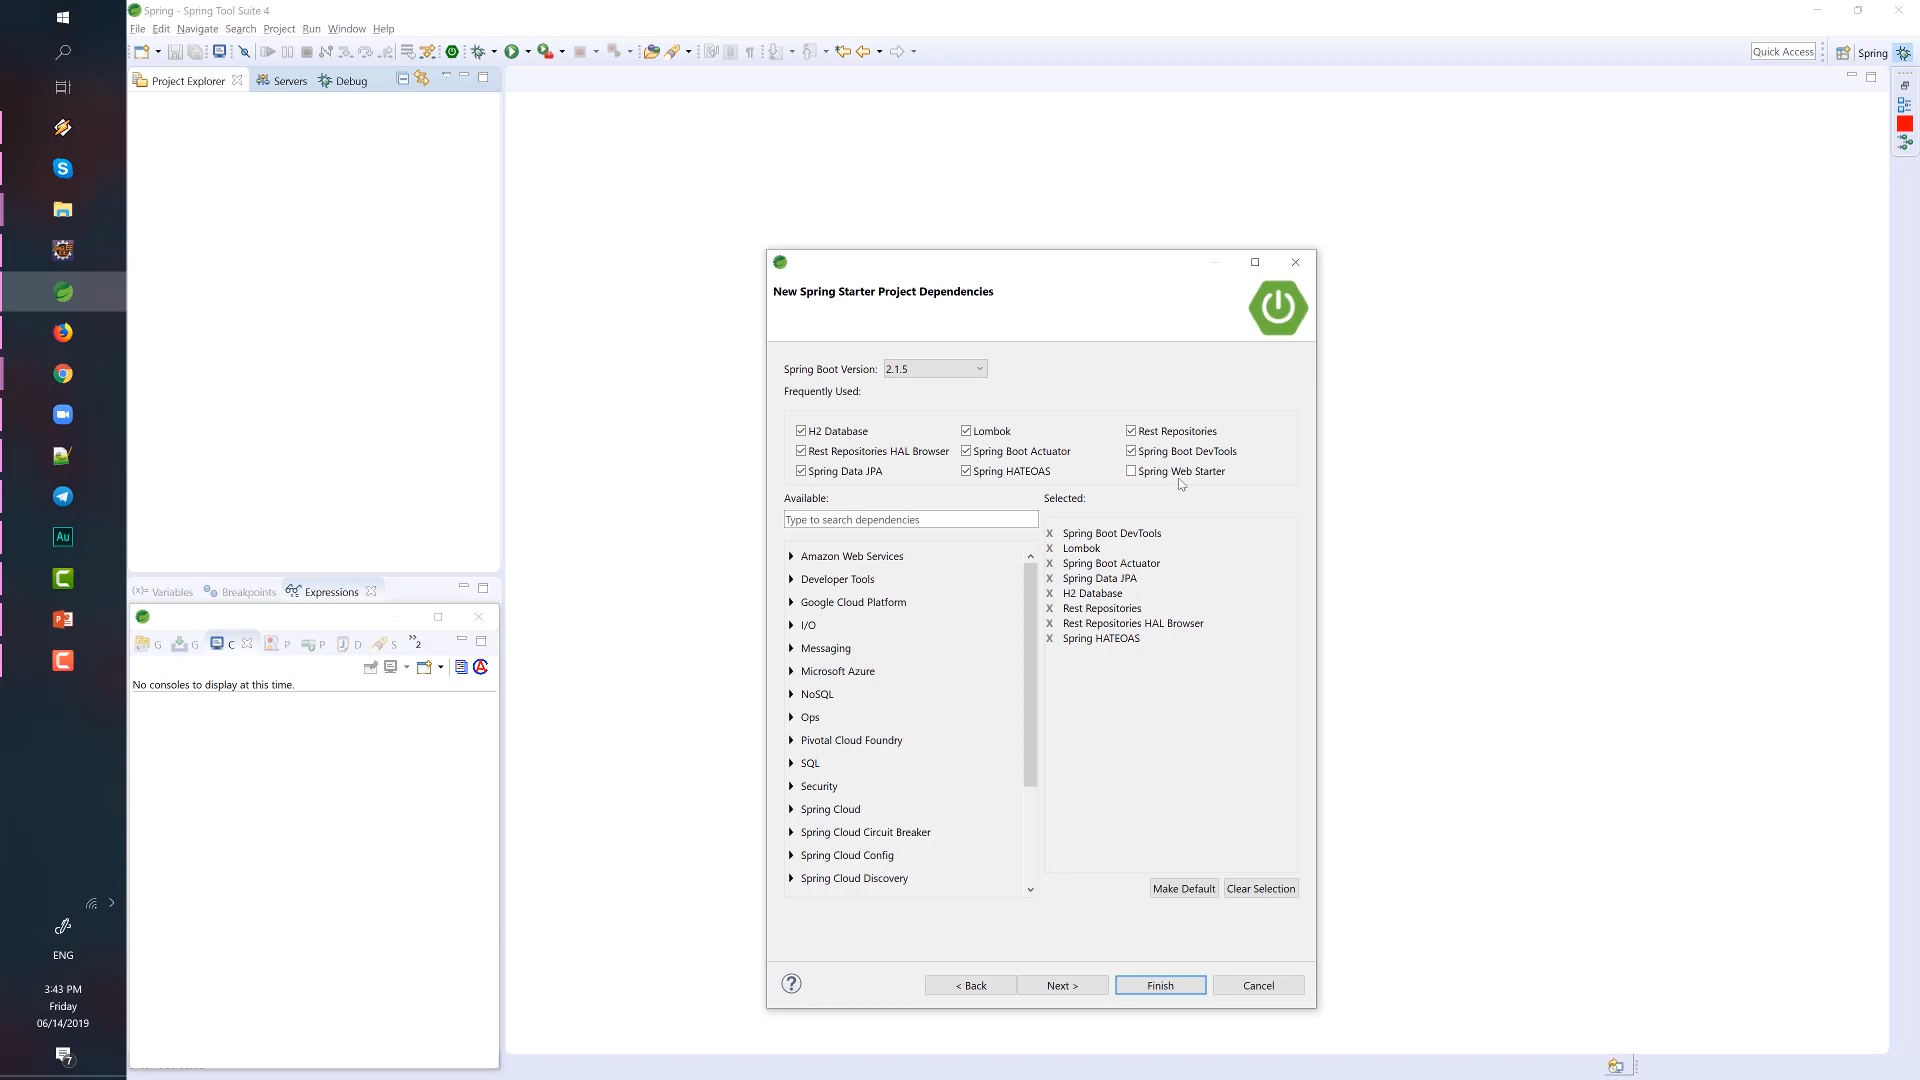 Spring - Spring Tool Suite 4
File Edit Navigate Search Project Run Window Help
Quick Access
Spring
Project Explorer
Servers
Debug
New Spring Starter Project Dependencies
Spring Boot Version: 2.1.5
Frequently Used:
H2 Database Lombok Rest Repositories
Rest Repositories HAL Browser Spring Boot Actuator Spring Boot DevTools
Spring Data JPA Spring HATEOAS Spring Web Starter
Available:
Type to search dependencies
Amazon Web Services
Developer Tools
Google Cloud Platform
I/O
Messaging
Microsoft Azure
NoSQL
Ops
Pivotal Cloud Foundry
SQL
Security
Spring Cloud
Spring Cloud Circuit Breaker
Spring Cloud Config
Spring Cloud Discovery
Selected:
X Spring Boot DevTools
X Lombok
X Spring Boot Actuator
X Spring Data JPA
X H2 Database
X Rest Repositories
X Rest Repositories HAL Browser
X Spring HATEOAS
Make Default Clear Selection
< Back Next > Finish Cancel
(x)= Variables Breakpoints Expressions
G G C P P D S »2
No consoles to display at this time.
Au
ENG
3:43 PM
Friday
06/14/2019
7